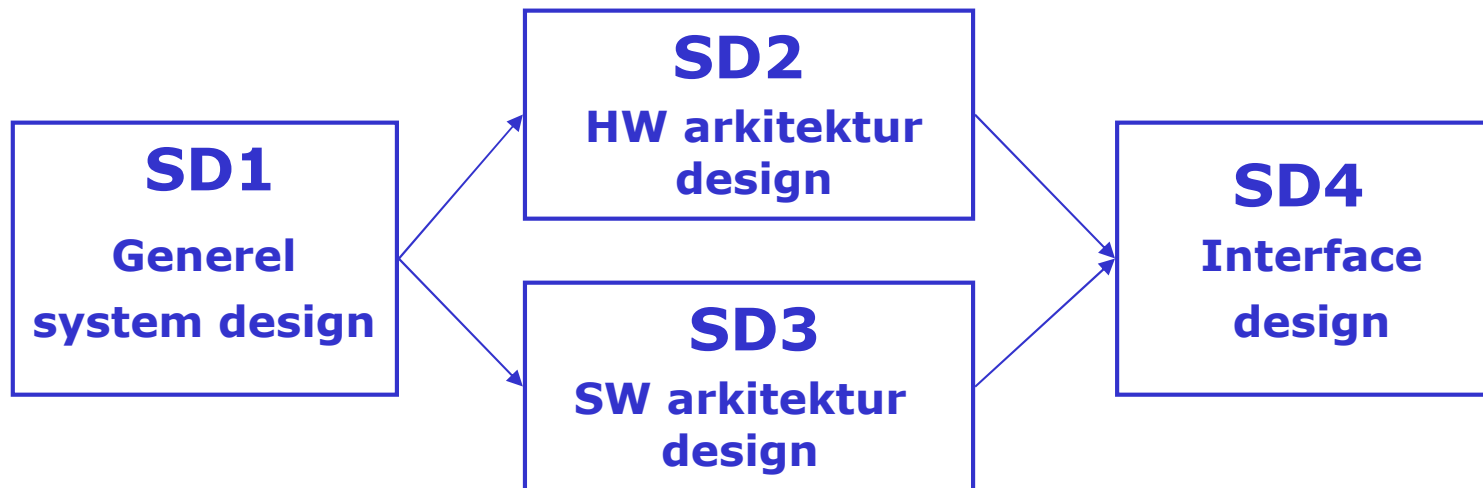 SD1
Generel
system design
SD2
HW arkitektur
design
SD3
SW arkitektur
design
SD4
Interface
design